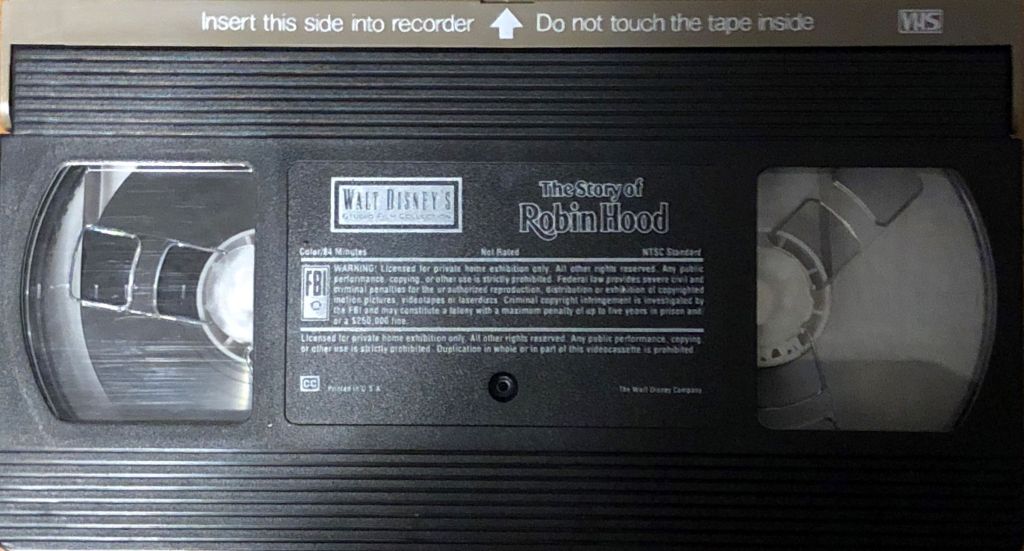 Insert this side into recorder Do not touch the tape inside VHS
WALT DISNEY'S
STUDIO FILM COLLECTION
The Story of
Robin Hood
Color/84 Minutes Not Rated NTSC Standard
FBI
WARNING! Licensed for private home exhibition only. All other rights reserved. Any public
performance, copying, or other use is strictly prohibited. Federal law provides severe civil and
criminal penalties for the unauthorized reproduction, distribution or exhibition of copyrighted
motion pictures, videotapes or laserdiscs. Criminal copyright infringement is investigated by
the FBI and may constitute a felony with a maximum penalty of up to five years in prison and
or a $250,000 fine.
Licensed for private home exhibition only. All other rights reserved. Any public performance, copying
or other use is strictly prohibited. Duplication in whole or in part of this videocassette is prohibited.
CC Printed in U.S.A. The Walt Disney Company